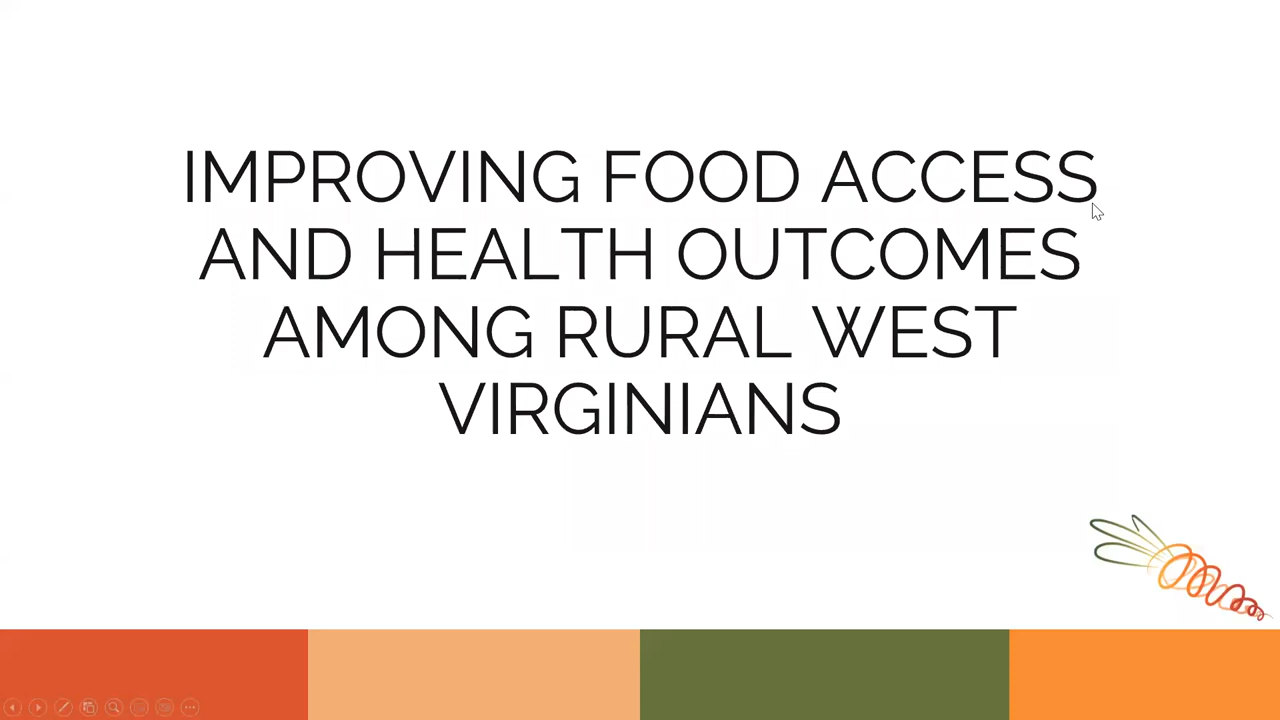 IMPROVING FOOD ACCESS
AND HEALTH OUTCOMES
AMONG RURAL WEST
VIRGINIANS